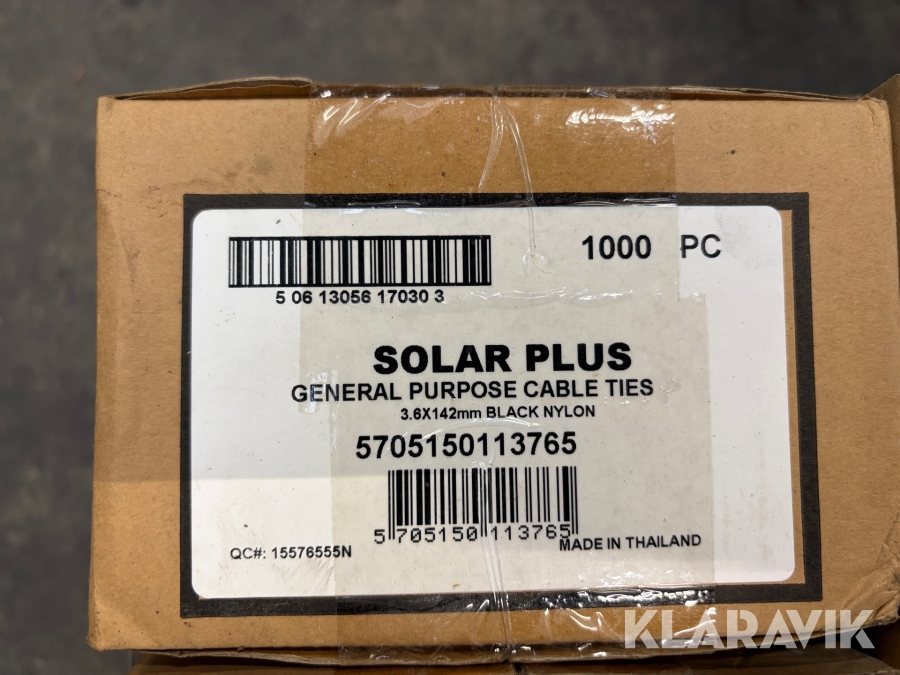 1000 PC
5 06 13056 17030 3
SOLAR PLUS
GENERAL PURPOSE CABLE TIES
3.6X142mm BLACK NYLON
5705150113765
5 705150 113765
QC#: 15576555N
MADE IN THAILAND
KLARAVIK